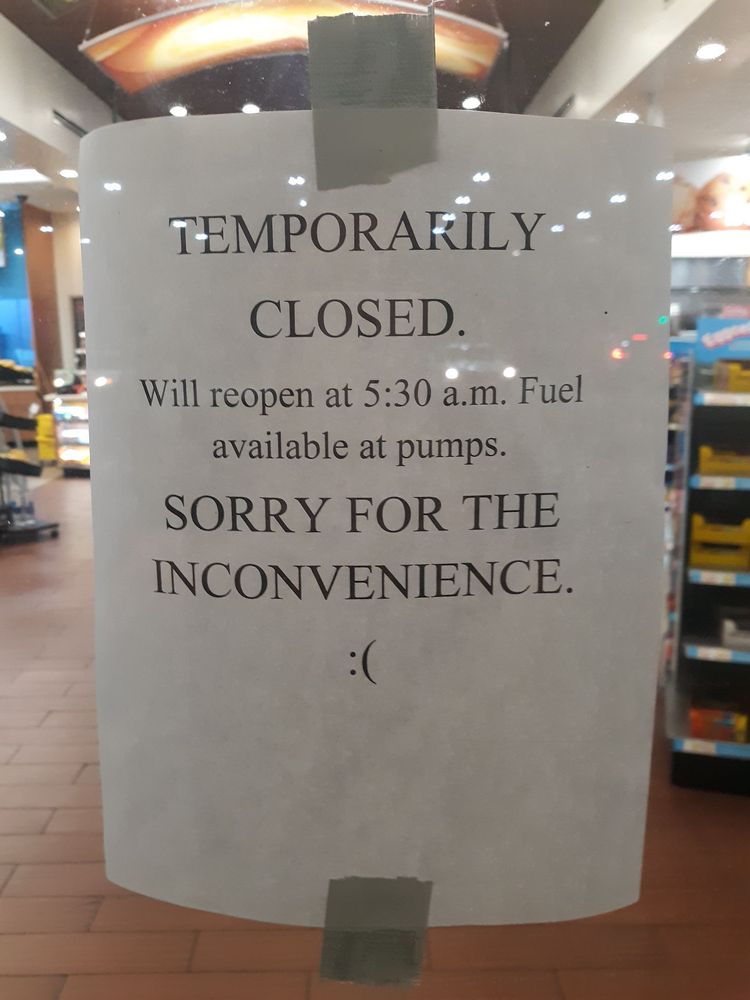 TEMPORARILY
CLOSED.
Will reopen at 5:30 a.m. Fuel
available at pumps.
SORRY FOR THE
INCONVENIENCE.
:(